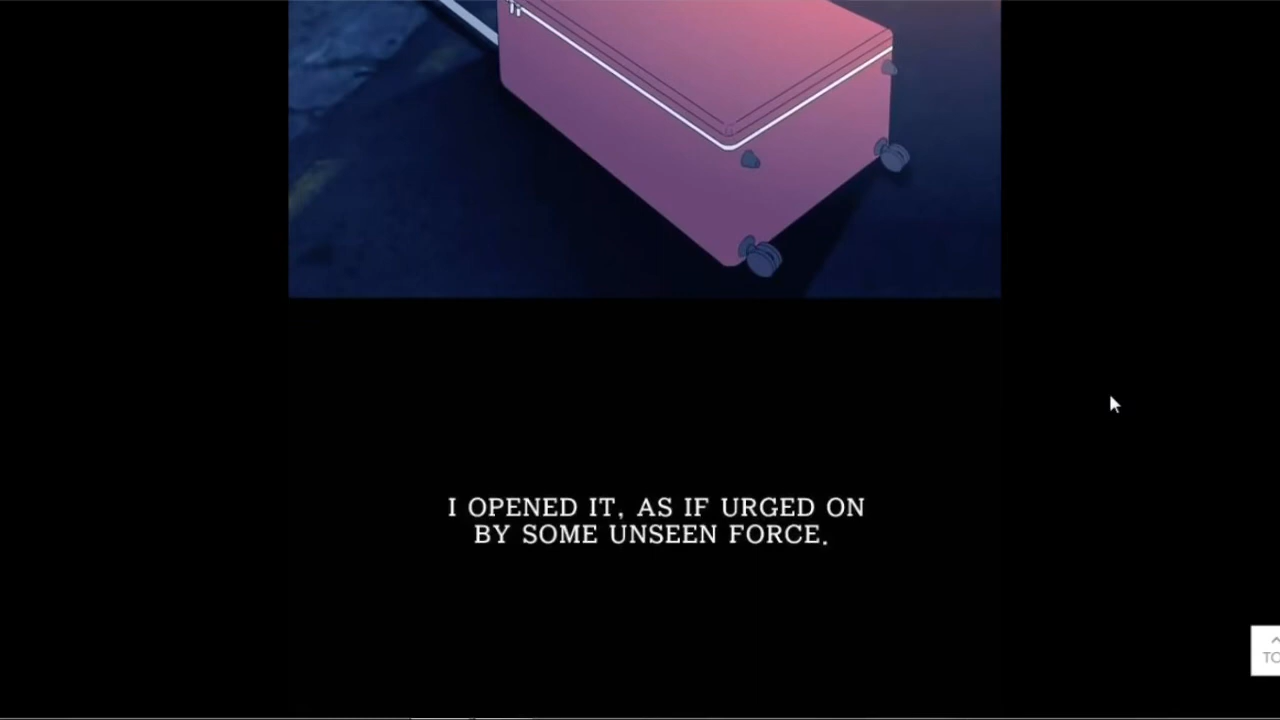 I OPENED IT, AS IF URGED ON
BY SOME UNSEEN FORCE.